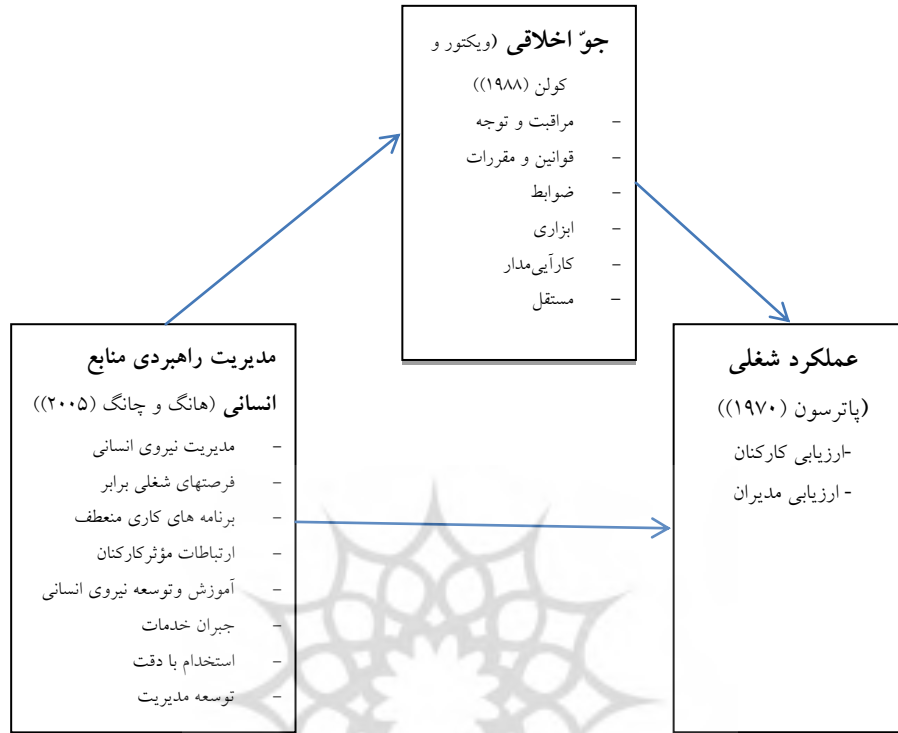 جوّ اخلاقی (ویکتور و
کولن (۱۹۸۸))
- مراقبت و توجه
- قوانین و مقررات
- ضوابط
- ابزاری
- کارآیی‌مدار
- مستقل
مدیریت راهبردی منابع
انسانی (هانگ و چانگ (۲۰۰۵))
- مدیریت نیروی انسانی
- فرصتهای شغلی برابر
- برنامه های کاری منعطف
- ارتباطات مؤثرکارکنان
- آموزش وتوسعه نیروی انسانی
- جبران خدمات
- استخدام با دقت
- توسعه مدیریت
عملکرد شغلی
(پاترسون (۱۹۷۰))
-ارزیابی کارکنان
- ارزیابی مدیران